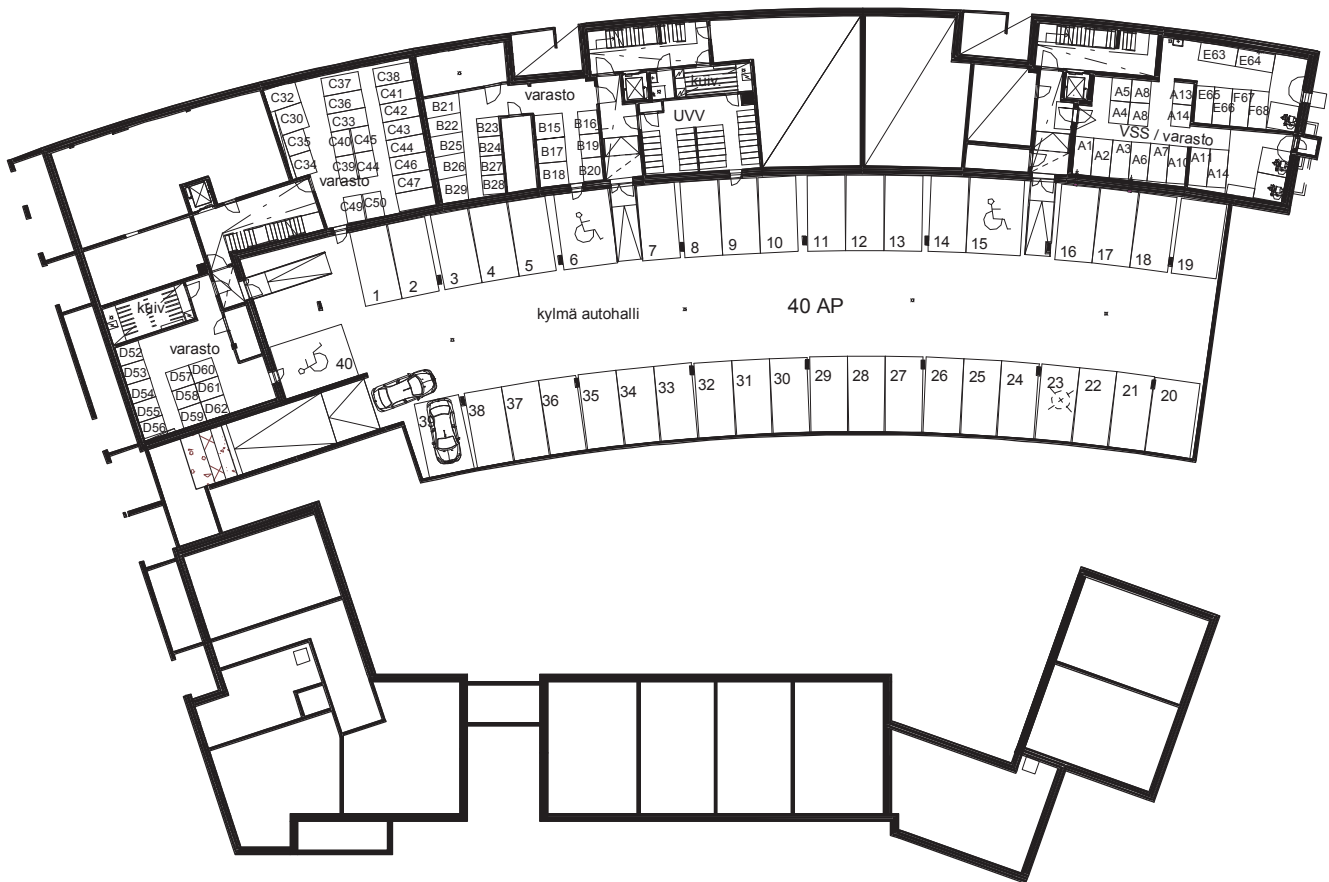 E63
E64
C37
C38
C32
C41
C36
C42
C30
C33
C43
C35
C40
C45
C44
C34
C39
C44
C46
varasto
C47
C49
C50
varasto
B21
B22
B23
B25
B24
B26
B27
B29
B28
B15
B16
B17
B19
B18
B20
kuiv.
UVV
A5
A8
A13
E65
F67
A4
A8
A14
E66
F68
VSS / varasto
A1
A2
A3
A6
A7
A10
A11
A14
1
2
3
4
5
6
7
8
9
10
11
12
13
14
15
16
17
18
19
kylmä autohalli
40 AP
kuiv.
varasto
D52
D53
D54
D55
D56
D57
D60
D58
D61
D59
D62
40
39
38
37
36
35
34
33
32
31
30
29
28
27
26
25
24
23
22
21
20